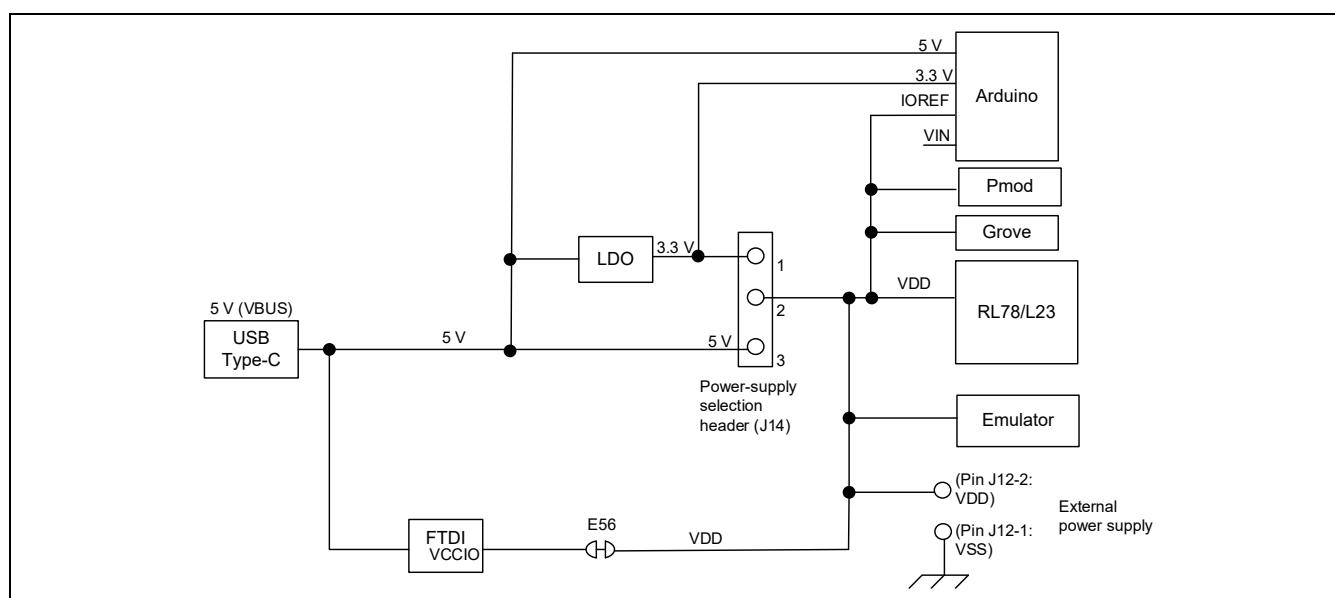 5 V
3.3 V
IOREF
VIN
Arduino
Pmod
Grove
LDO
3.3 V
1
2
3
VDD
RL78/L23
5 V (VBUS)
USB
Type-C
5 V
5 V
Power-supply
selection
header (J14)
Emulator
(Pin J12-2:
VDD)
External
power supply
(Pin J12-1:
VSS)
FTDI
VCCIO
E56
VDD